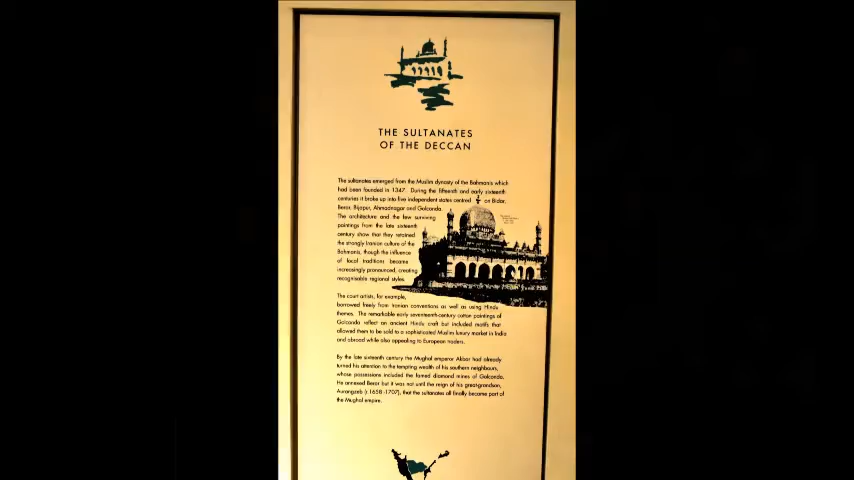 THE SULTANATES
OF THE DECCAN
The sultanates emerged from the Muslim dynasty of the Bahmanis which
had been founded in 1347. During the fifteenth and early sixteenth
centuries it broke up into five independent states centred on Bidar,
Berar, Bijapur, Ahmadnagar and Golconda.
The architecture and the few surviving
paintings from the late sixteenth
century show that they retained
the strongly Iranian culture of the
Bahmanis, though the influence
of local traditions became
increasingly pronounced, creating
recognisable regional styles.
The court artists, for example,
borrowed freely from Iranian conventions as well as using Hindu
themes. The remarkable early seventeenth-century cotton paintings of
Golconda reflect an ancient Hindu craft but included motifs that
allowed them to be sold to a sophisticated Muslim luxury market in India
and abroad while also appealing to European traders.
By the late sixteenth century the Mughal emperor Akbar had already
turned his attention to the tempting wealth of his southern neighbours,
whose possessions included the famed diamond mines of Golconda.
He annexed Berar but it was not until the reign of his great-grandson,
Aurangzeb (r.1658-1707), that the sultanates all finally became part of
the Mughal empire.